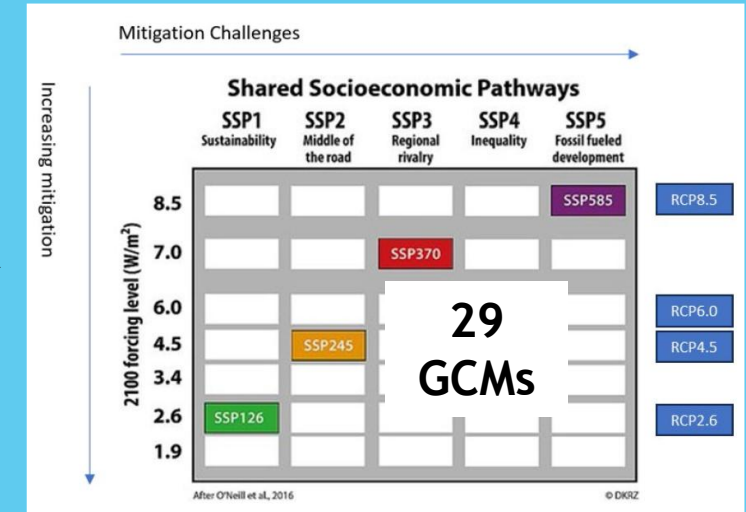 Mitigation Challenges
Increasing mitigation
Shared Socioeconomic Pathways
SSP1 SSP2 SSP3 SSP4 SSP5
Sustainability Middle of Regional Inequality Fossil fueled
the road rivalry development
2100 forcing level (W/m²)
8.5 SSP585 RCP8.5
7.0 SSP370
6.0 RCP6.0
29
4.5 SSP245 RCP4.5
GCMs
3.4
2.6 SSP126 RCP2.6
1.9
After O'Neill et al., 2016 © DKRZ